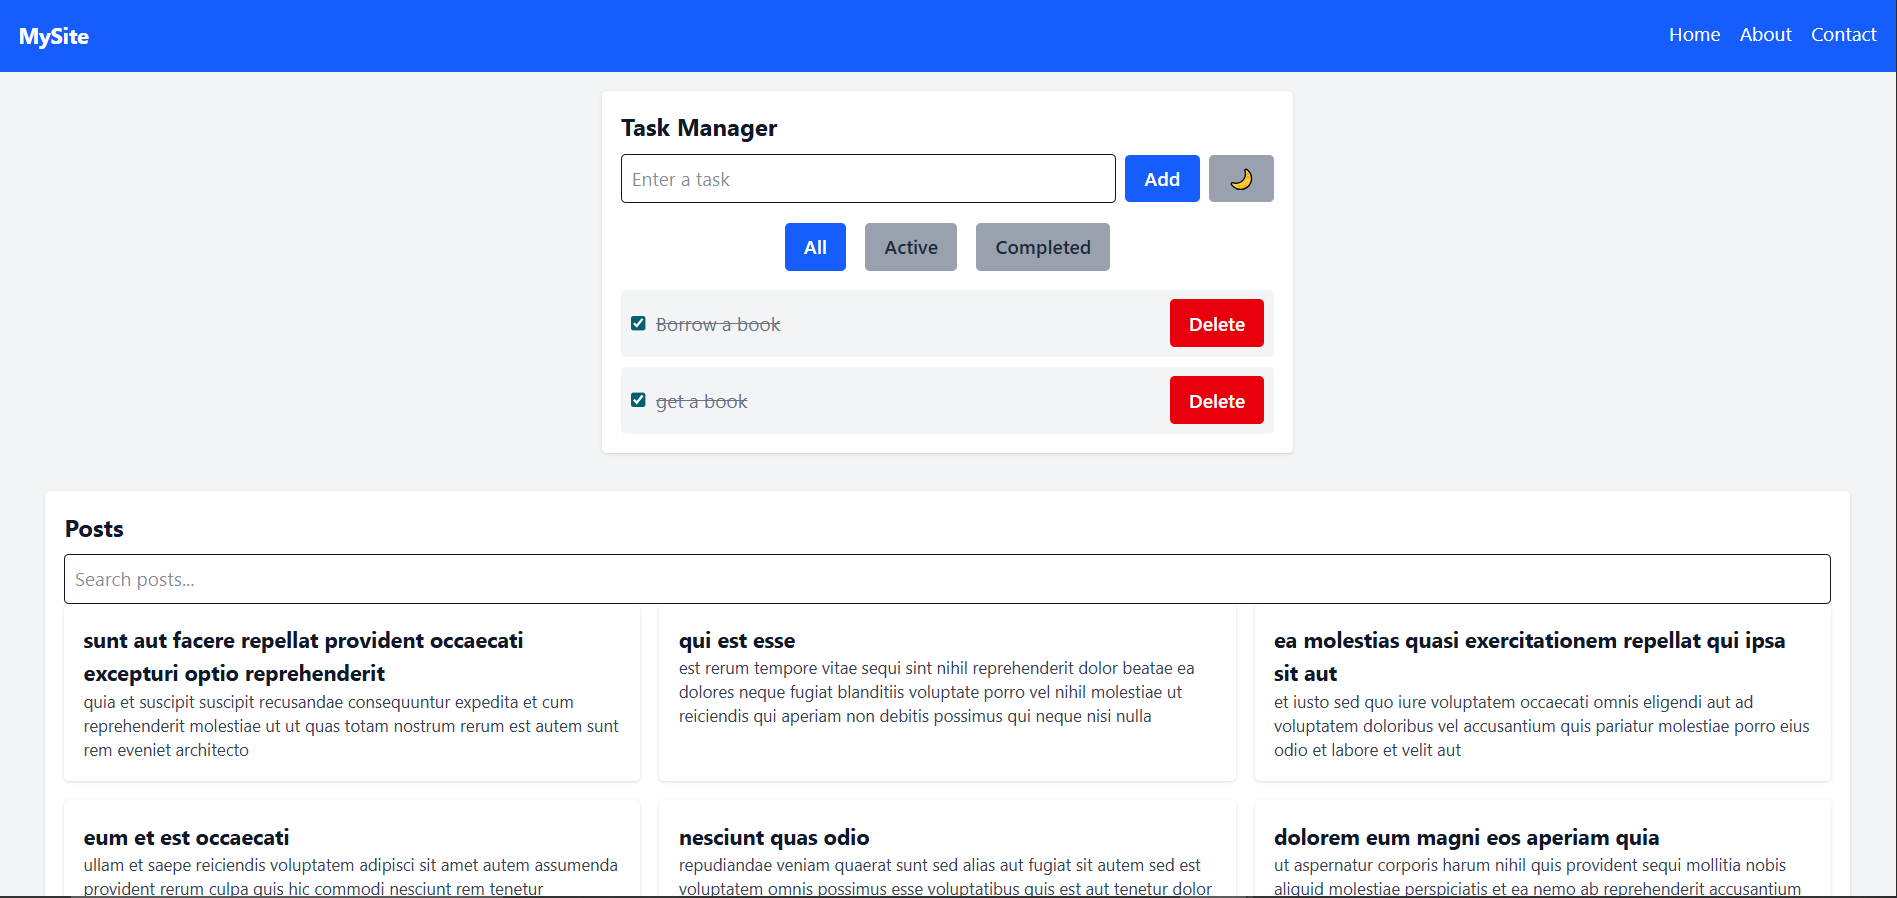 MySite
Home About Contact
Task Manager
Enter a task
Add
All
Active
Completed
Borrow a book
Delete
get a book
Delete
Posts
Search posts...
sunt aut facere repellat provident occaecati
excepturi optio reprehenderit
quia et suscipit suscipit recusandae consequuntur expedita et cum
reprehenderit molestiae ut ut quas totam nostrum rerum est autem sunt
rem eveniet architecto
qui est esse
est rerum tempore vitae sequi sint nihil reprehenderit dolor beatae ea
dolores neque fugiat blanditiis voluptate porro vel nihil molestiae ut
reiciendis qui aperiam non debitis possimus qui neque nisi nulla
ea molestias quasi exercitationem repellat qui ipsa
sit aut
et iusto sed quo iure voluptatem occaecati omnis eligendi aut ad
voluptatem doloribus vel accusantium quis pariatur molestiae porro eius
odio et labore et velit aut
eum et est occaecati
ullam et saepe reiciendis voluptatem adipisci sit amet autem assumenda
provident rerum culpa quis hic commodi nesciunt rem tenetur
nesciunt quas odio
repudiandae veniam quaerat sunt sed alias aut fugiat sit autem sed est
voluptatem omnis possimus esse voluptatibus quis est aut tenetur dolor
dolorem eum magni eos aperiam quia
ut aspernatur corporis harum nihil quis provident sequi mollitia nobis
aliquid molestiae perspiciatis et ea nemo ab reprehenderit accusantium